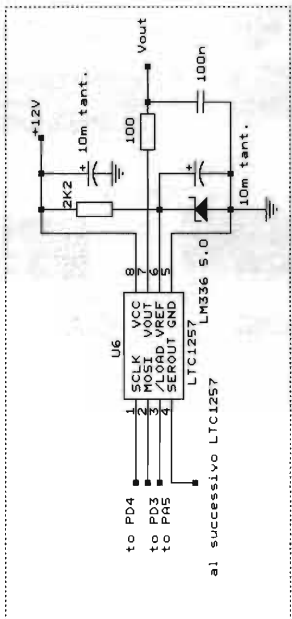 +12V
10m tant.
2K2
Vout
100
100n
10m tant.
LM336 5.0
U6
1 SCLK VCC 8
2 MOSI VOUT 7
3 /LOAD VREF 6
4 SEROUT GND 5
LTC1257
to PD4
to PD3
to PA5
al successivo LTC1257